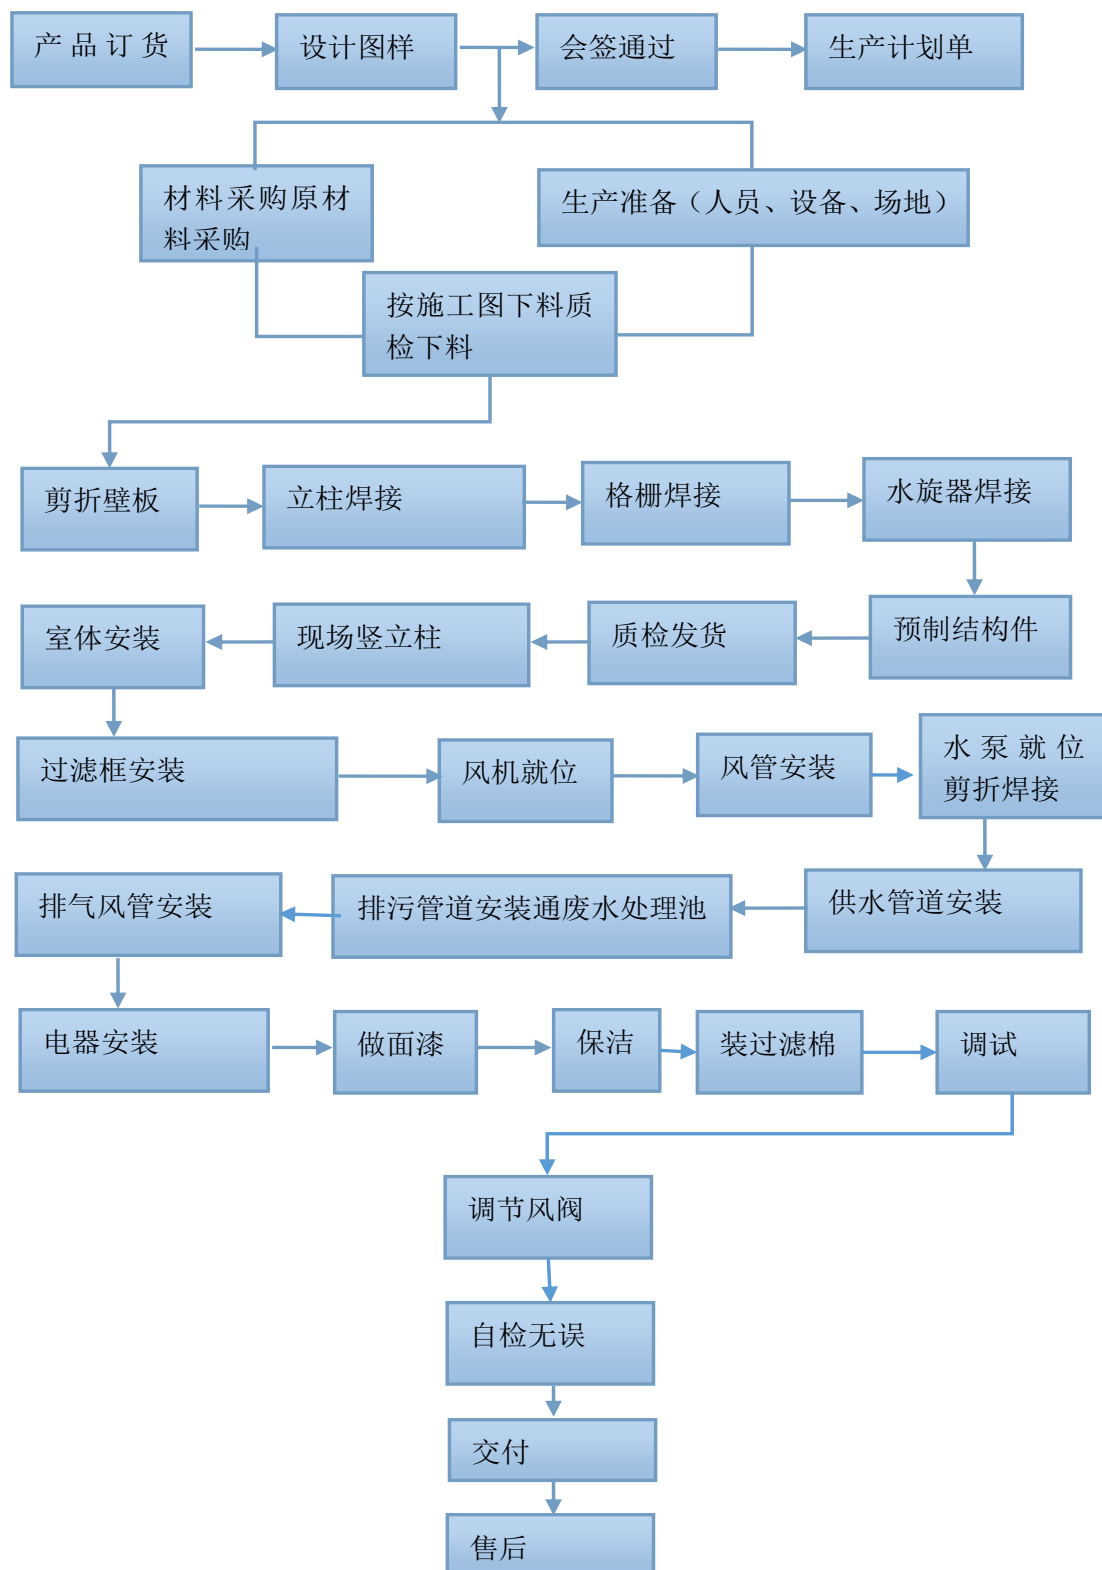 产品订货
设计图样
会签通过
生产计划单
材料采购原材
料采购
生产准备（人员、设备、场地）
按施工图下料质
检下料
剪折壁板
立柱焊接
格栅焊接
水旋器焊接
室体安装
现场竖立柱
质检发货
预制结构件
过滤框安装
风机就位
风管安装
水泵就位
剪折焊接
排气风管安装
排污管道安装通废水处理池
供水管道安装
电器安装
做面漆
保洁
装过滤棉
调试
调节风阀
自检无误
交付
售后